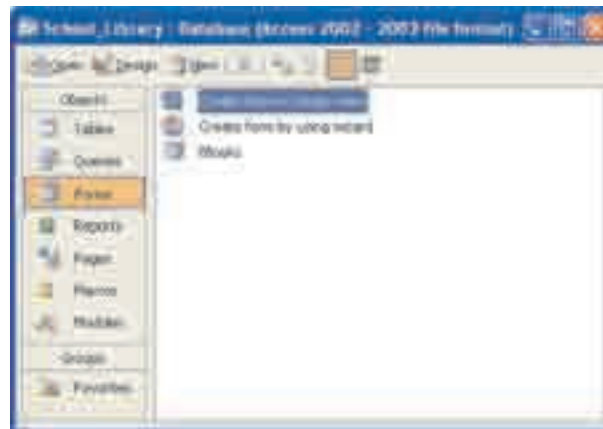 School_Library : Database (Access 2002 - 2003 file format)
Open Design New
Objects
Tables
Queries
Forms
Reports
Pages
Macros
Modules
Groups
Favorites
Create form in Design view
Create form by using wizard